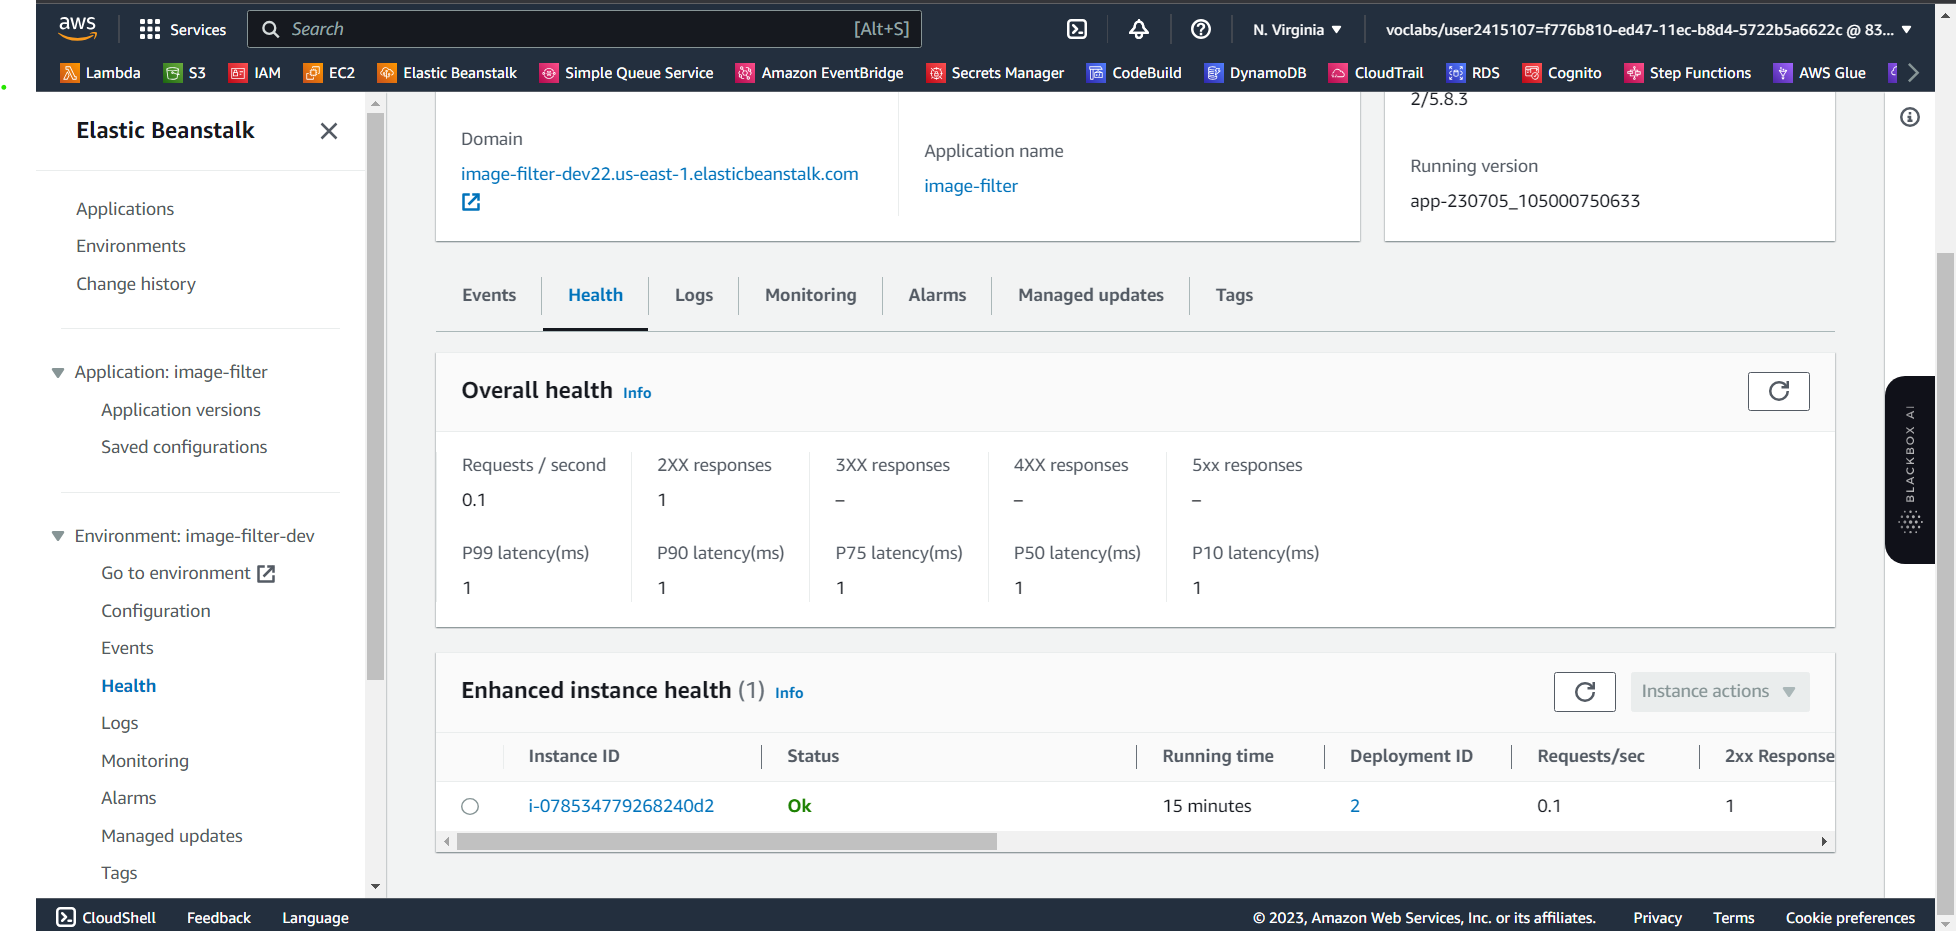 aws
Services
Search
[Alt+S]
N. Virginia
voclabs/user2415107=f776b810-ed47-11ec-b8d4-5722b5a6622c @ 83...
Lambda
S3
IAM
EC2
Elastic Beanstalk
Simple Queue Service
Amazon EventBridge
Secrets Manager
CodeBuild
DynamoDB
CloudTrail
RDS
Cognito
Step Functions
AWS Glue
Elastic Beanstalk
Applications
Environments
Change history
Application: image-filter
Application versions
Saved configurations
Environment: image-filter-dev
Go to environment
Configuration
Events
Health
Logs
Monitoring
Alarms
Managed updates
Tags
Domain
image-filter-dev22.us-east-1.elasticbeanstalk.com
Application name
image-filter
2/5.8.3
Running version
app-230705_105000750633
Events
Health
Logs
Monitoring
Alarms
Managed updates
Tags
Overall health Info
Requests / second
0.1
2XX responses
1
3XX responses
–
4XX responses
–
5xx responses
–
P99 latency(ms)
1
P90 latency(ms)
1
P75 latency(ms)
1
P50 latency(ms)
1
P10 latency(ms)
1
Enhanced instance health (1) Info
Instance actions
Instance ID Status Running time Deployment ID Requests/sec 2xx Response
i-078534779268240d2 Ok 15 minutes 2 0.1 1
BLACKBOX AI
CloudShell
Feedback
Language
© 2023, Amazon Web Services, Inc. or its affiliates.
Privacy
Terms
Cookie preferences